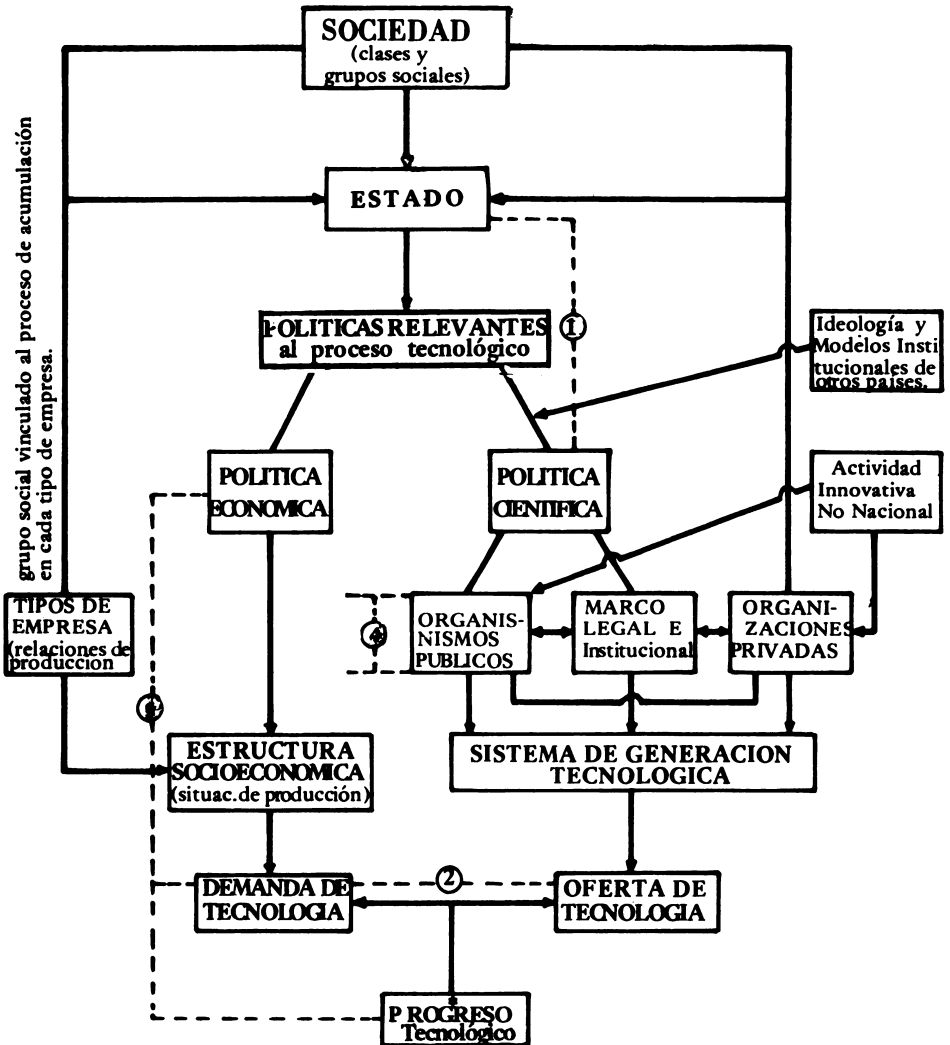 SOCIEDAD
(clases y
grupos sociales)
grupo social vinculado al proceso de acumulación
en cada tipo de empresa.
ESTADO
1
POLITICAS RELEVANTES
al proceso tecnológico
Ideología y
Modelos Insti
tucionales de
otros países.
POLITICA
ECONOMICA
POLITICA
CIENTIFICA
Actividad
Innovativa
No Nacional
TIPOS DE
EMPRESA
(relaciones de
producción
4
ORGANIS-
NISMOS
PUBLICOS
MARCO
LEGAL E
Institucional
ORGANI-
ZACIONES
PRIVADAS
ESTRUCTURA
SOCIOECONOMICA
(situac. de producción)
SISTEMA DE GENERACION
TECNOLOGICA
2
DEMANDA DE
TECNOLOGIA
OFERTA DE
TECNOLOGIA
P ROGRESO
Tecnológico